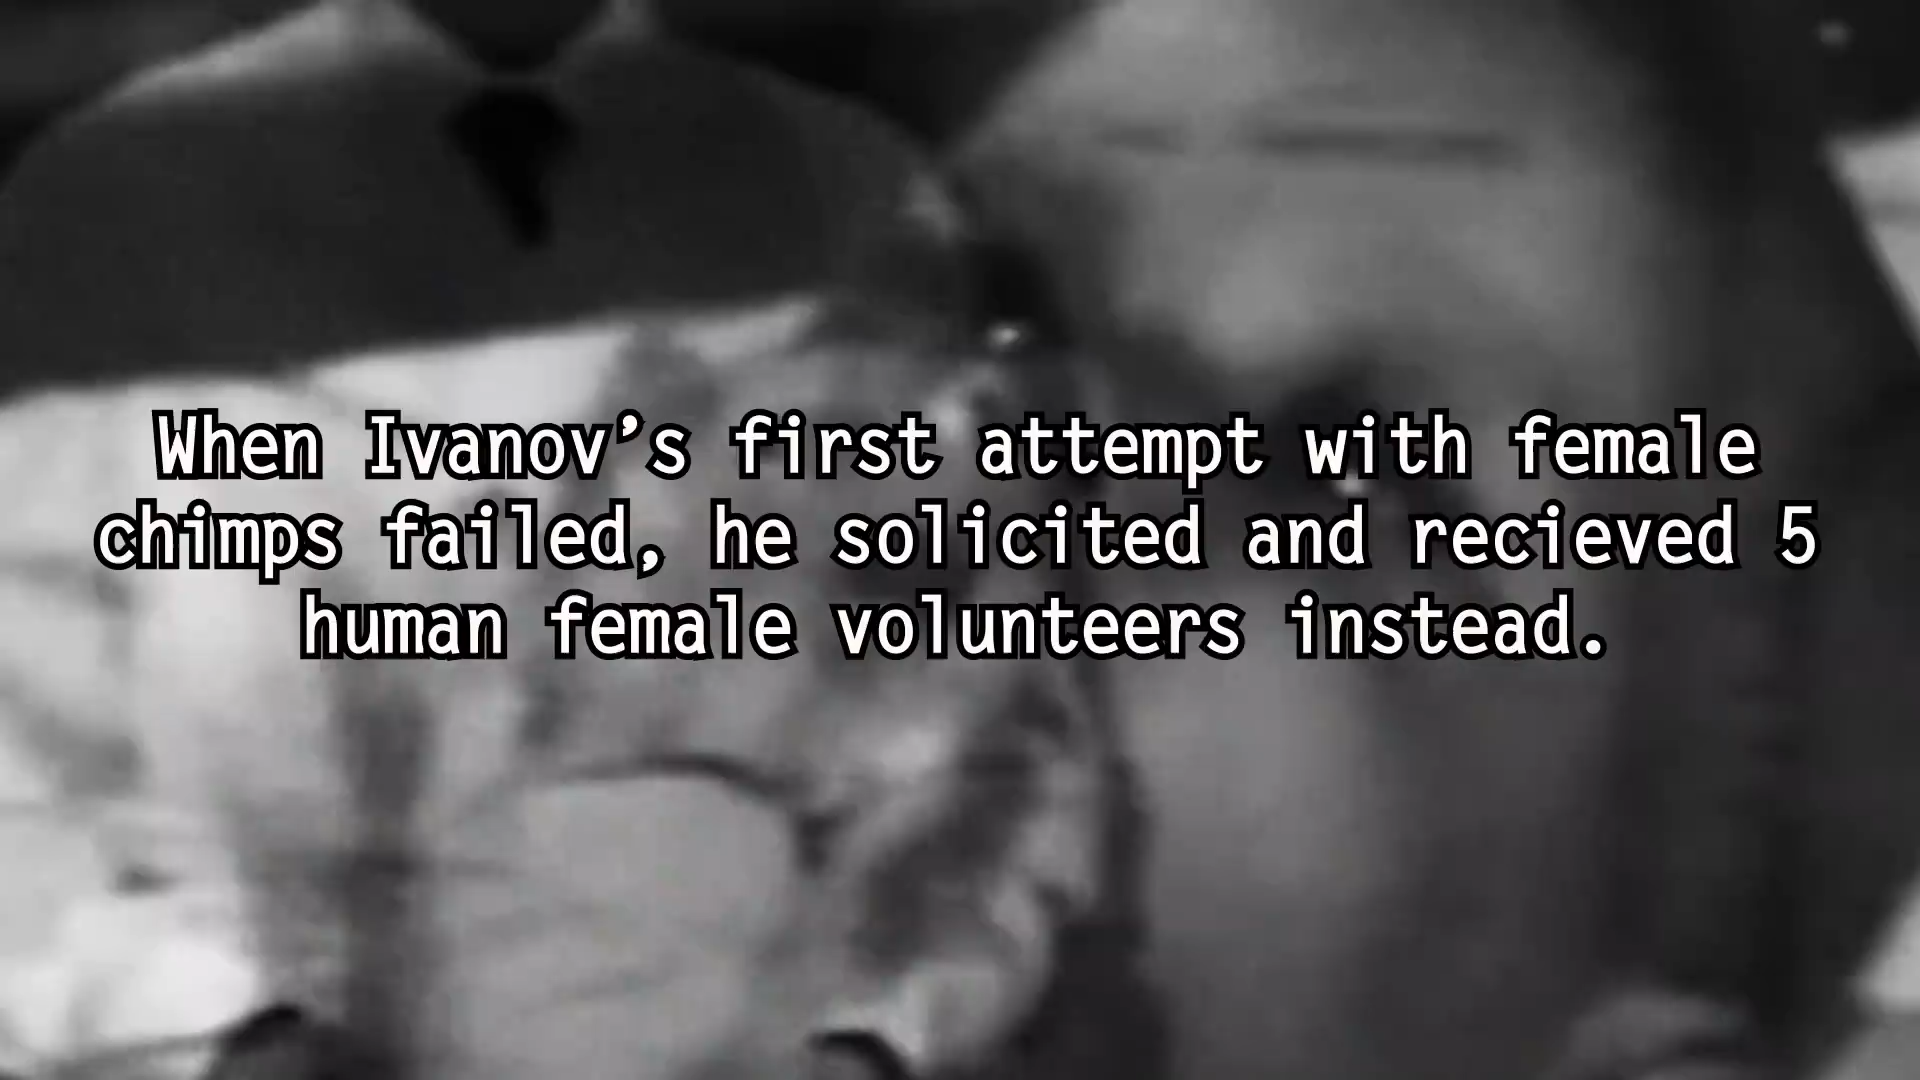 When Ivanov’s first attempt with female
chimps failed, he solicited and recieved 5
human female volunteers instead.